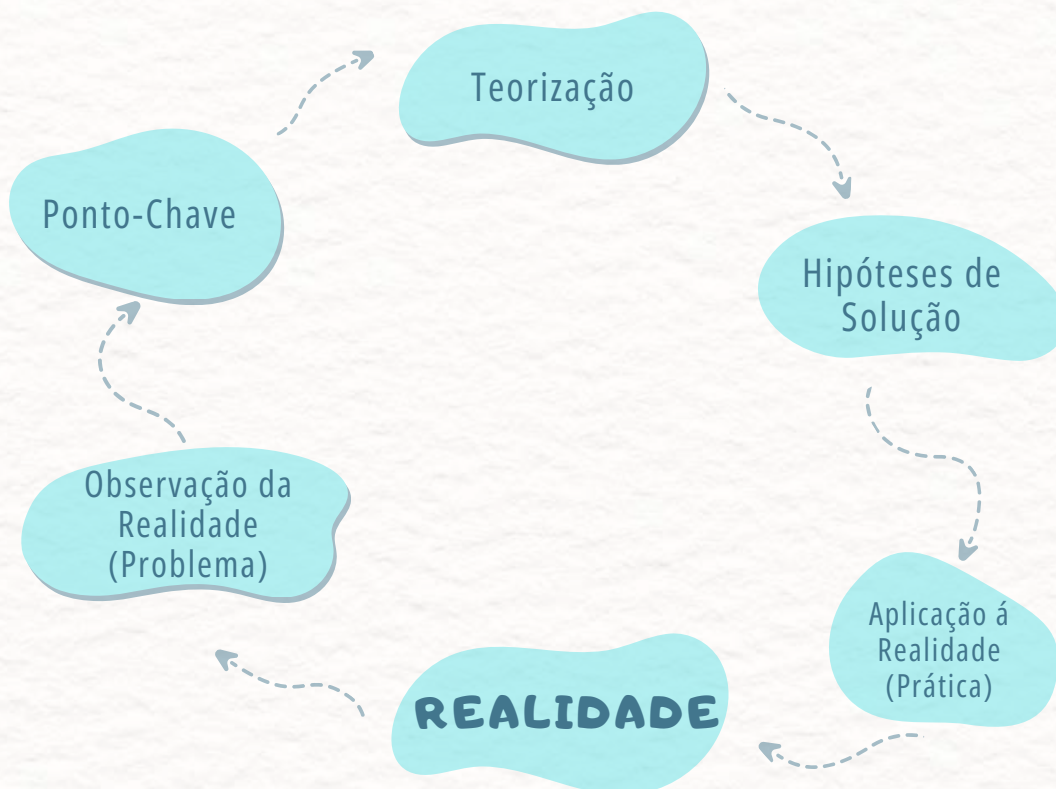 Teorização
Ponto-Chave
Hipóteses de
Solução
Observação da
Realidade
(Problema)
Aplicação á
Realidade
(Prática)
REALIDADE